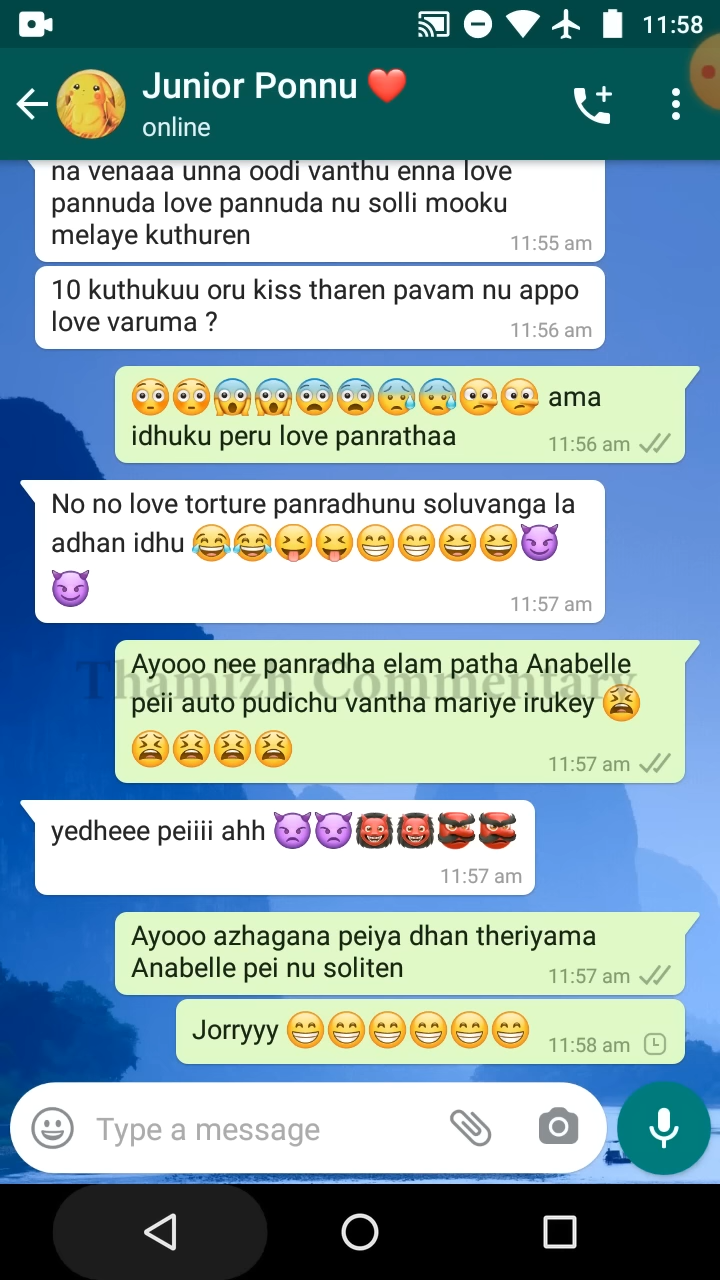 11:58
Junior Ponnu ❤️
online
na venaaa unna oodi vanthu enna love
pannuda love pannuda nu solli mooku
melaye kuthuren
11:55 am
10 kuthukuu oru kiss tharen pavam nu appo
love varuma ?
11:56 am
😳😳😱😱😨😨😰😰🤕🤕 ama
idhuku peru love panrathaa
11:56 am
No no love torture panradhunu soluvanga la
adhan idhu 😂😂😝😝😁😁😆😆😈
😈
11:57 am
Thamizh Commentary
Ayooo nee panradha elam patha Anabelle
peii auto pudichu vantha mariye irukey 😫
😫😫😫😫
11:57 am
yedheee peiiii ahh 👿👿👹👹👺👺
11:57 am
Ayooo azhagana peiya dhan theriyama
Anabelle pei nu soliten
11:57 am
Jorryyy 😁😁😁😁😁😁
11:58 am
Type a message